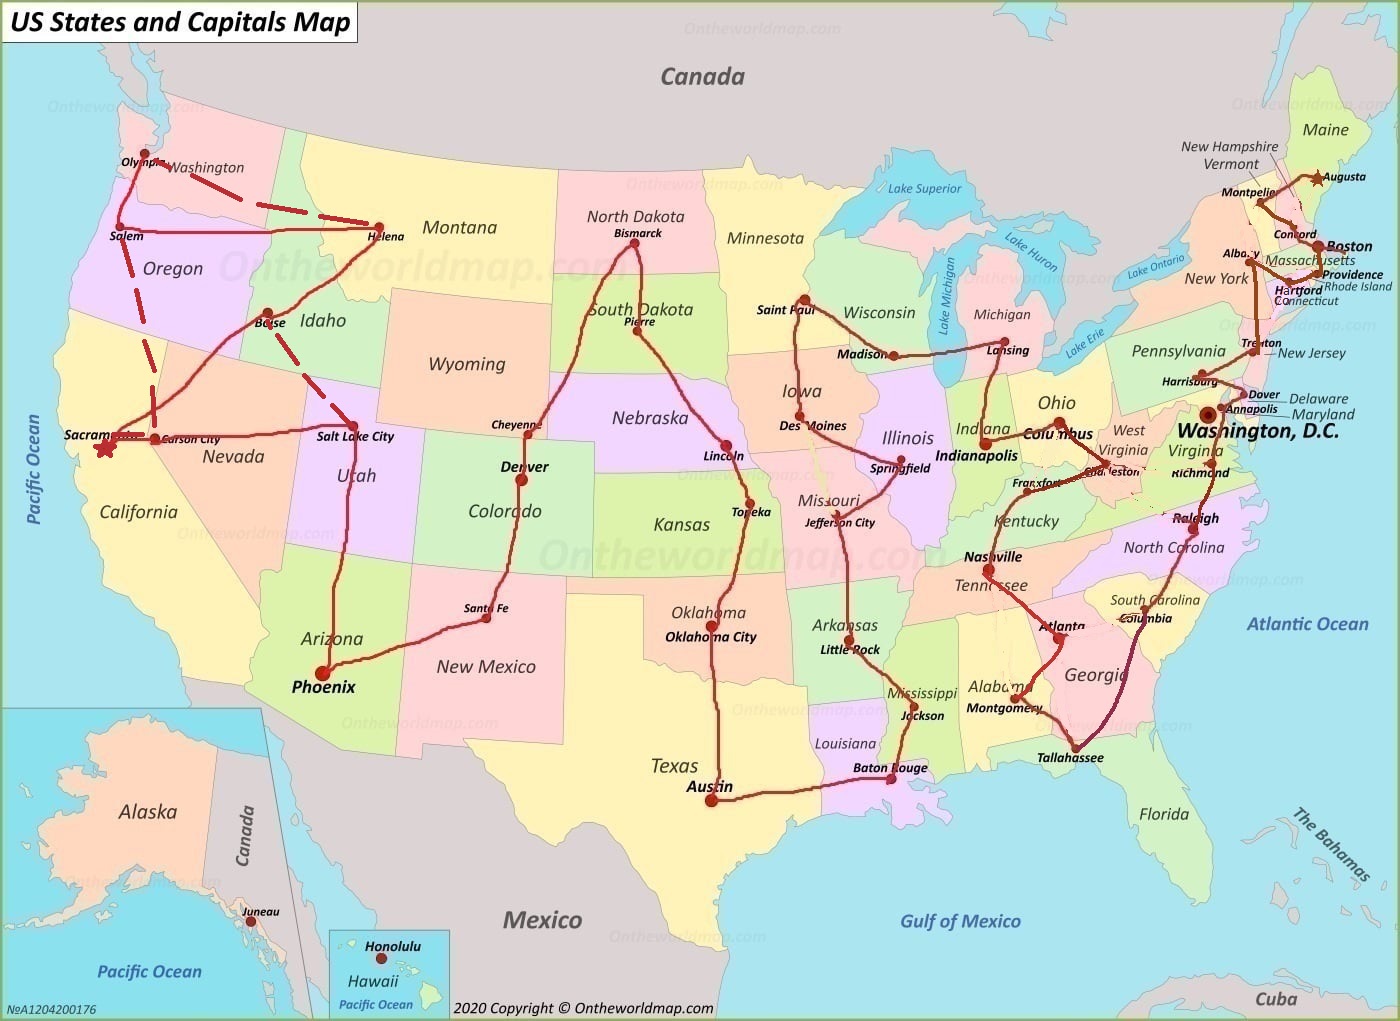 US States and Capitals Map
Ontheworldmap.com
Canada
Ontheworldmap.com
Ontheworldmap.com
Maine
New Hampshire
Vermont
Augusta
Montpelier
Olympia
Washington
Lake Superior
Montana
North Dakota
Bismarck
Minnesota
Helena
Salem
Oregon
Ontheworldmap.com
Concord
Boston
Lake Huron
Lake Michigan
Lake Ontario
Albany
Massachusetts
New York
Providence
Rhode Island
Hartford
Connecticut
Boise
Idaho
South Dakota
Pierre
Saint Paul
Wisconsin
Michigan
Lansing
Lake Erie
Madison
Pennsylvania
Trenton
New Jersey
Harrisburg
Wyoming
Iowa
Dover
Delaware
Annapolis
Maryland
Ohio
Nebraska
Cheyenne
Des Moines
Illinois
Indiana
Columbus
West
Virginia
Washington, D.C.
Sacramento
Carson City
Salt Lake City
Nevada
Utah
Lincoln
Springfield
Indianapolis
Charleston
Virginia
Richmond
Denver
Frankfort
Pacific Ocean
California
Colorado
Kansas
Topeka
Missouri
Jefferson City
Kentucky
Raleigh
North Carolina
Ontheworldmap.com
Nashville
Tennessee
South Carolina
Columbia
Santa Fe
Oklahoma
Oklahoma City
Arizona
New Mexico
Arkansas
Little Rock
Atlanta
Georgia
Atlantic Ocean
Phoenix
Alabama
Montgomery
Mississippi
Jackson
Louisiana
Tallahassee
Texas
Austin
Baton Rouge
Florida
Alaska
Canada
The Bahamas
Juneau
Mexico
Gulf of Mexico
Honolulu
Hawaii
Pacific Ocean
Pacific Ocean
Cuba
№A1204200176
2020 Copyright © Ontheworldmap.com